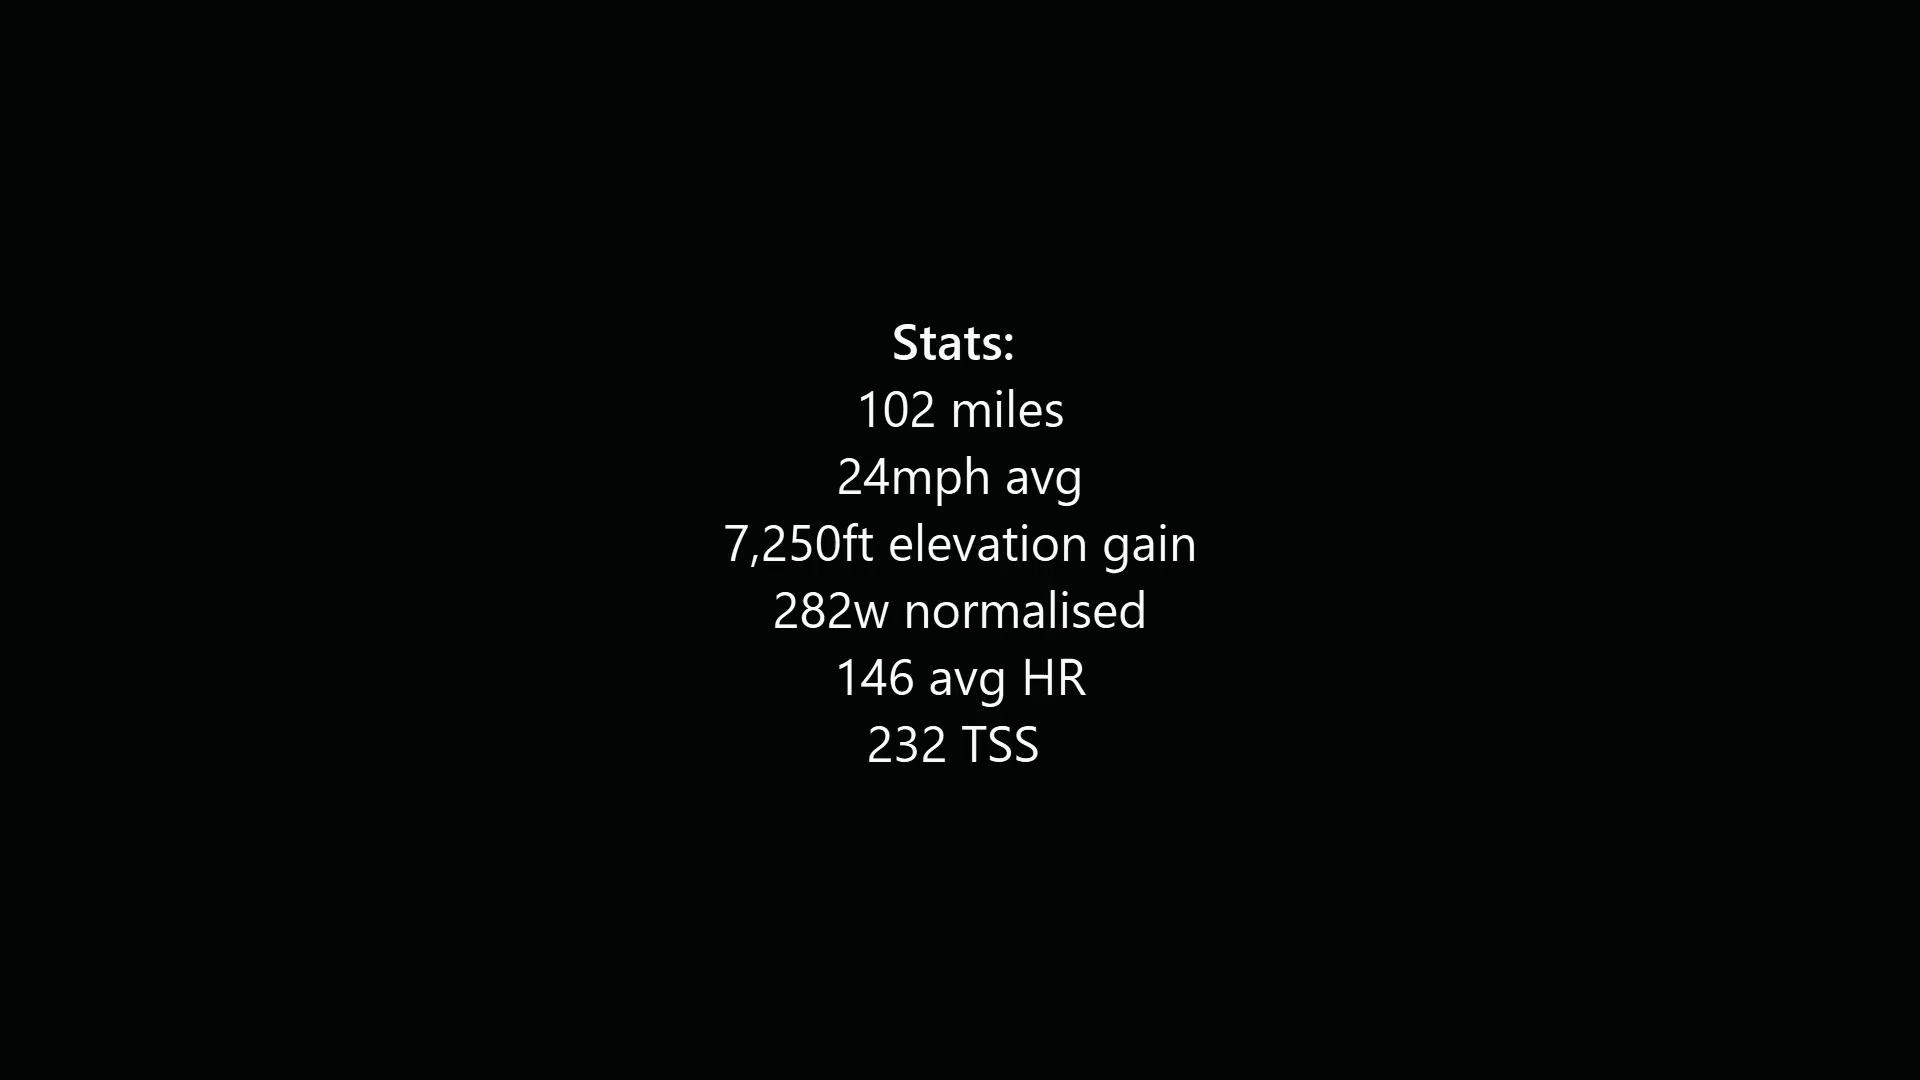 Stats:
102 miles
24mph avg
7,250ft elevation gain
282w normalised
146 avg HR
232 TSS